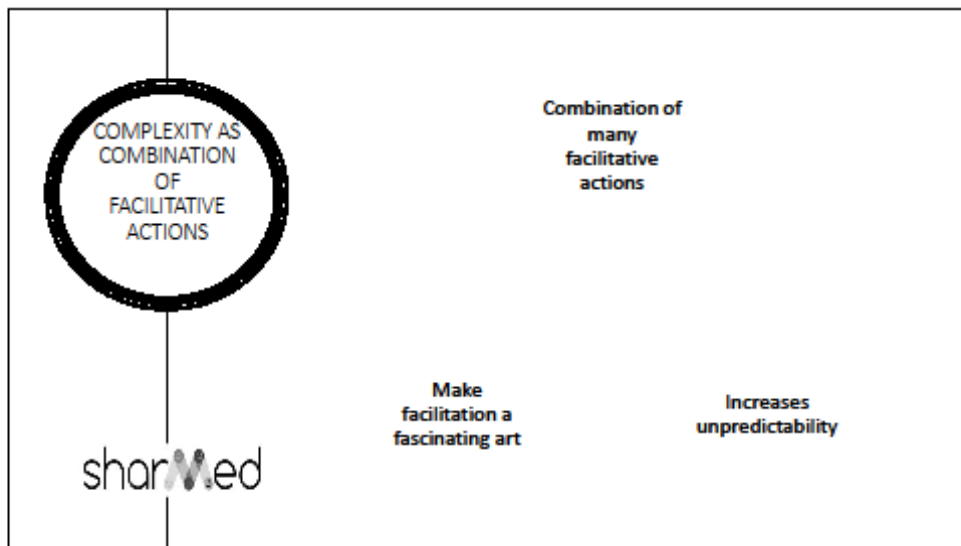 COMPLEXITY AS
COMBINATION
OF
FACILITATIVE
ACTIONS
Combination of
many
facilitative
actions
Make
facilitation a
fascinating art
Increases
unpredictability
sharMed